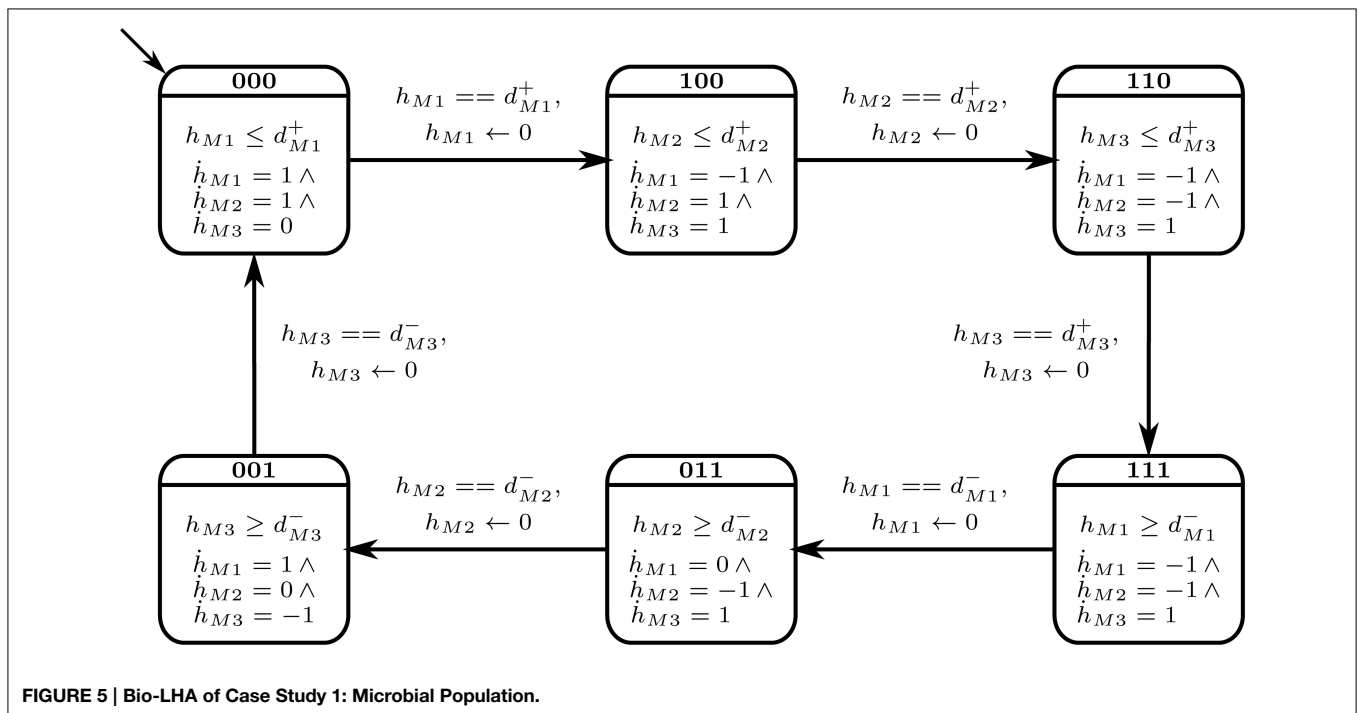 000
h_{M1} ≤ d^+_{M1}
ḣ_{M1} = 1 ∧
ḣ_{M2} = 1 ∧
ḣ_{M3} = 0
h_{M1} == d^+_{M1},
h_{M1} ← 0
100
h_{M2} ≤ d^+_{M2}
ḣ_{M1} = −1 ∧
ḣ_{M2} = 1 ∧
ḣ_{M3} = 1
h_{M2} == d^+_{M2},
h_{M2} ← 0
110
h_{M3} ≤ d^+_{M3}
ḣ_{M1} = −1 ∧
ḣ_{M2} = −1 ∧
ḣ_{M3} = 1
h_{M3} == d^-_{M3},
h_{M3} ← 0
h_{M3} == d^+_{M3},
h_{M3} ← 0
001
h_{M3} ≥ d^-_{M3}
ḣ_{M1} = 1 ∧
ḣ_{M2} = 0 ∧
ḣ_{M3} = −1
h_{M2} == d^-_{M2},
h_{M2} ← 0
011
h_{M2} ≥ d^-_{M2}
ḣ_{M1} = 0 ∧
ḣ_{M2} = −1 ∧
ḣ_{M3} = 1
h_{M1} == d^-_{M1},
h_{M1} ← 0
111
h_{M1} ≥ d^-_{M1}
ḣ_{M1} = −1 ∧
ḣ_{M2} = −1 ∧
ḣ_{M3} = 1
FIGURE 5 | Bio-LHA of Case Study 1: Microbial Population.